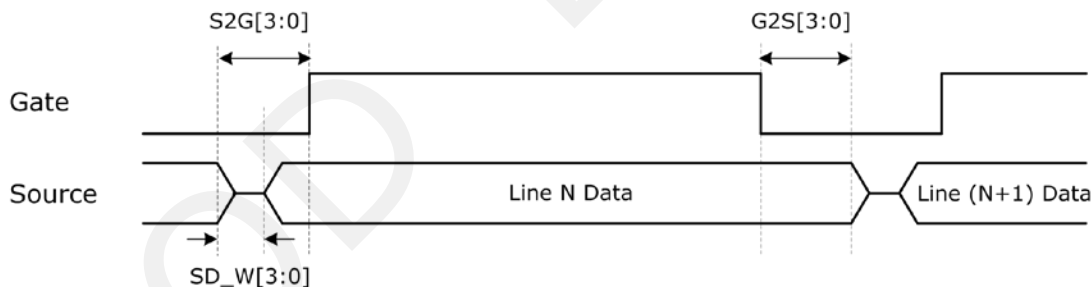 S2G[3:0] G2S[3:0]
Gate
Source Line N Data Line (N+1) Data
SD_W[3:0]